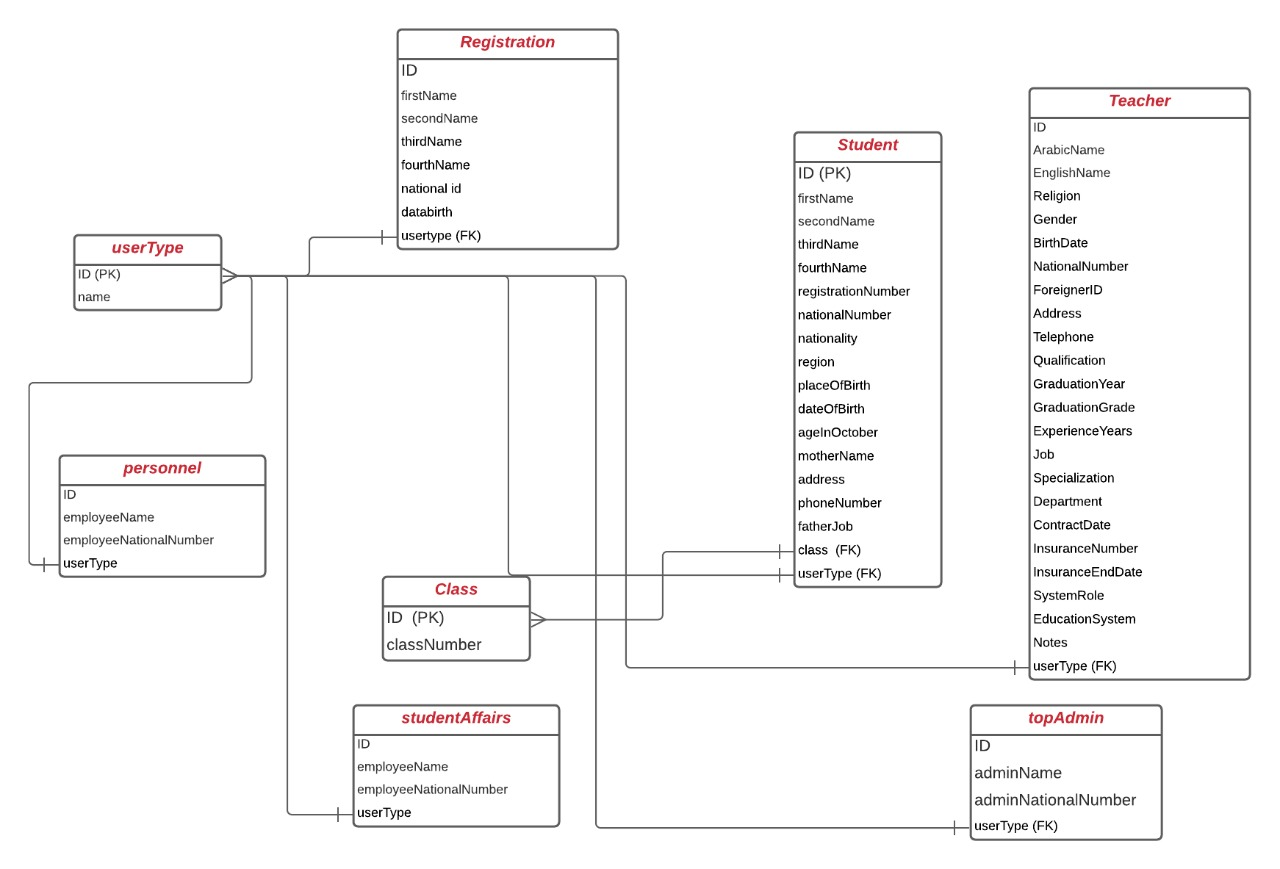 Registration
ID
firstName
secondName
thirdName
fourthName
national id
databirth
usertype (FK)
Teacher
ID
ArabicName
EnglishName
Religion
Gender
BirthDate
NationalNumber
ForeignerID
Address
Telephone
Qualification
GraduationYear
GraduationGrade
ExperienceYears
Job
Specialization
Department
ContractDate
InsuranceNumber
InsuranceEndDate
SystemRole
EducationSystem
Notes
userType (FK)
Student
ID (PK)
firstName
secondName
thirdName
fourthName
registrationNumber
nationalNumber
nationality
region
placeOfBirth
dateOfBirth
ageInOctober
motherName
address
phoneNumber
fatherJob
class (FK)
userType (FK)
userType
ID (PK)
name
personnel
ID
employeeName
employeeNationalNumber
userType
Class
ID (PK)
classNumber
studentAffairs
ID
employeeName
employeeNationalNumber
userType
topAdmin
ID
adminName
adminNationalNumber
userType (FK)